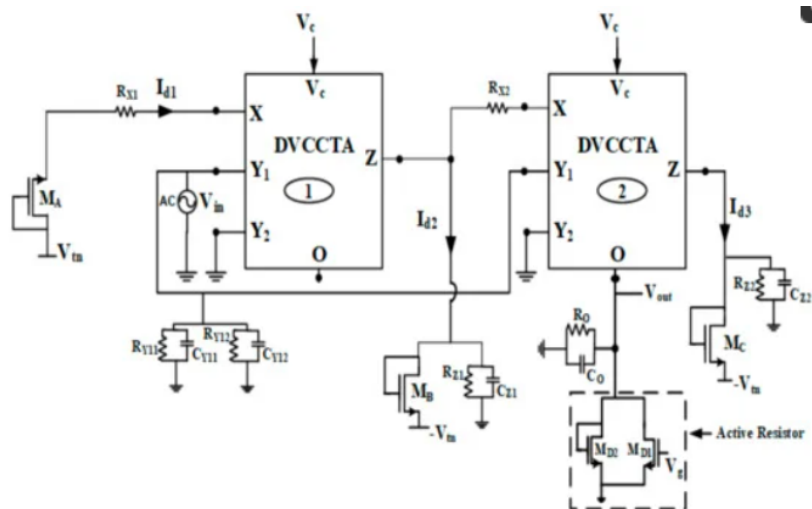 Vc
Vc
RX1
Id1
Vc
RX2
Vc
X
X
DVCCTA
Z
DVCCTA
Z
MA
AC
Vin
Y1
1
Y1
2
Vtn
Y2
Id2
Y2
Id3
O
O
Vout
RZ2
CZ2
RY11
CY11
RY12
CY12
RO
CO
MC
MB
RZ1
CZ1
-Vtn
-Vtn
MD2
MD1
Vg
Active Resistor